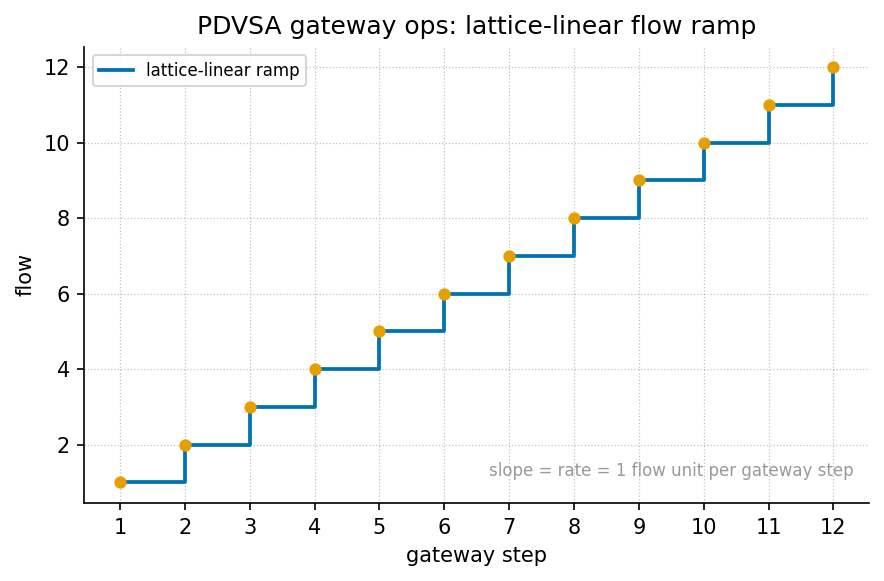 PDVSA gateway ops: lattice-linear flow ramp
lattice-linear ramp
12
10
8
6
4
2
flow
slope = rate = 1 flow unit per gateway step
1 2 3 4 5 6 7 8 9 10 11 12
gateway step